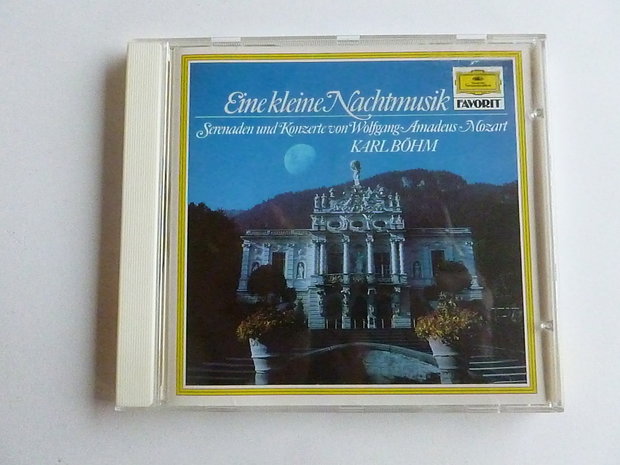 Eine kleine Nachtmusik
FAVORIT
Serenaden und Konzerte von Wolfgang Amadeus Mozart
KARL BÖHM